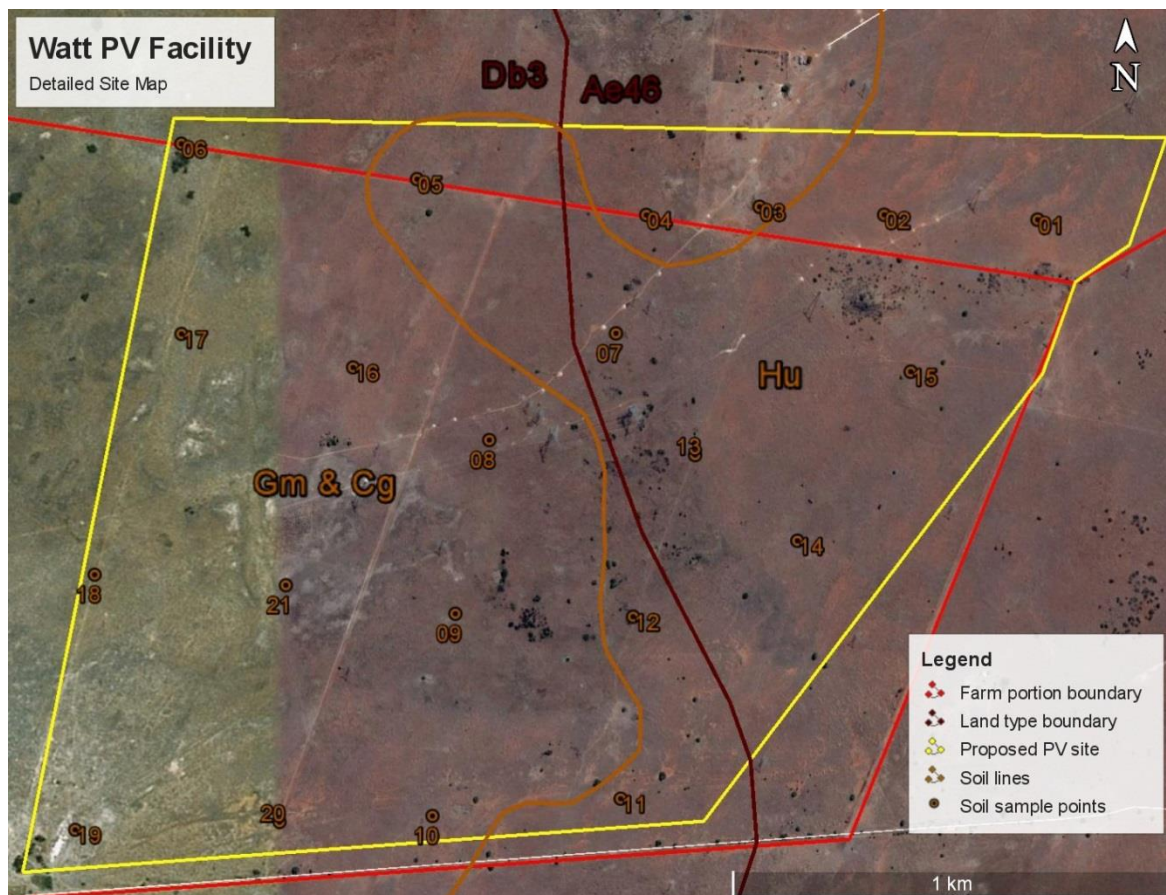 Watt PV Facility
Detailed Site Map
N
Db3
Ae46
06
05
04
03
02
01
17
16
07
Hu
15
08
13
Gm & Cg
14
18
21
09
12
Legend
Farm portion boundary
Land type boundary
Proposed PV site
Soil lines
Soil sample points
19
20
10
11
1 km